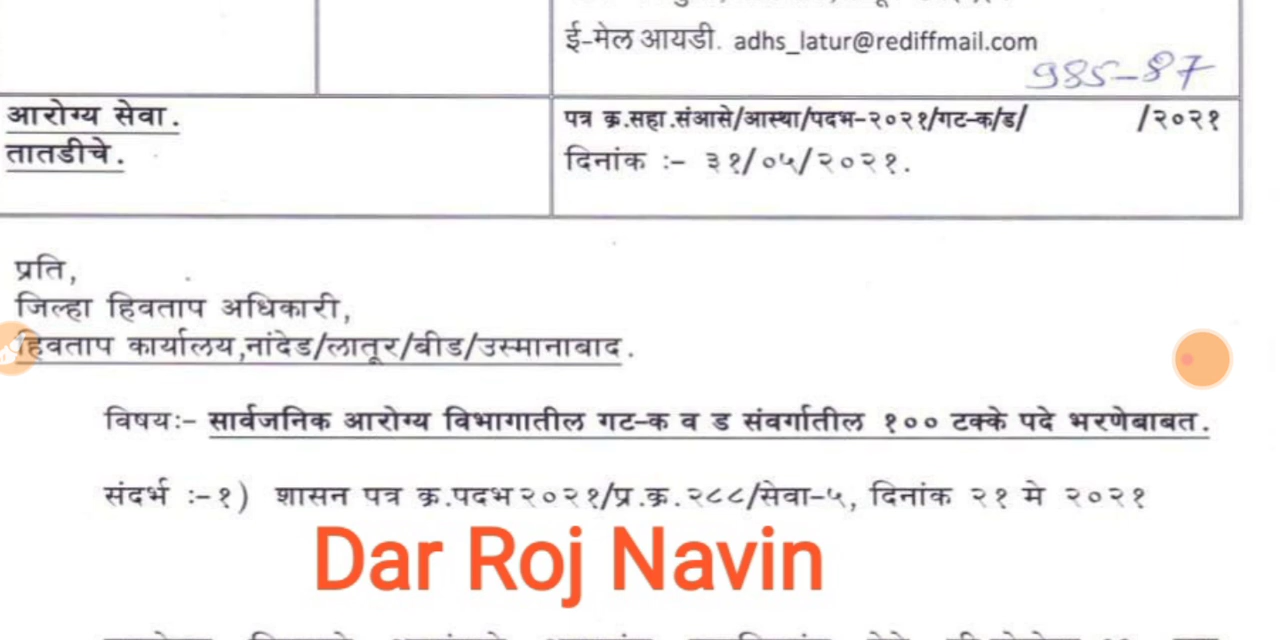 ई-मेल आयडी. adhs_latur@rediffmail.com
985-87
आरोग्य सेवा.
तातडीचे.
पत्र क्र.सहा.संआसे/आस्था/पदभ-२०२१/गट-क/ड/ /२०२१
दिनांक :- ३१/०५/२०२१.
प्रति,
जिल्हा हिवताप अधिकारी,
हिवताप कार्यालय,नांदेड/लातूर/बीड/उस्मानाबाद.
विषय:- सार्वजनिक आरोग्य विभागातील गट-क व ड संवर्गातील १०० टक्के पदे भरणेबाबत.
संदर्भ :-१) शासन पत्र क्र.पदभ२०२१/प्र.क्र.२८८/सेवा-५, दिनांक २१ मे २०२१
Dar Roj Navin